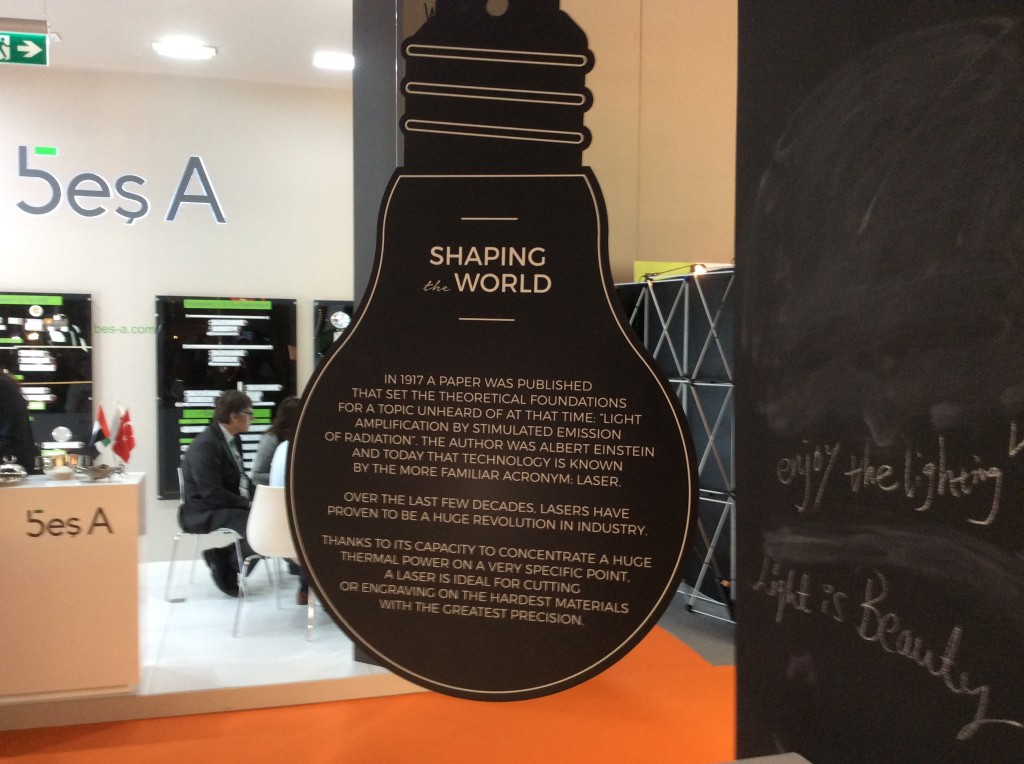 beş A
bes-a.com
beş A
SHAPING
the WORLD
IN 1917 A PAPER WAS PUBLISHED
THAT SET THE THEORETICAL FOUNDATIONS
FOR A TOPIC UNHEARD OF AT THAT TIME: "LIGHT
AMPLIFICATION BY STIMULATED EMISSION
OF RADIATION". THE AUTHOR WAS ALBERT EINSTEIN
AND TODAY THAT TECHNOLOGY IS KNOWN
BY THE MORE FAMILIAR ACRONYM: LASER.
OVER THE LAST FEW DECADES, LASERS HAVE
PROVEN TO BE A HUGE REVOLUTION IN INDUSTRY.
THANKS TO ITS CAPACITY TO CONCENTRATE A HUGE
THERMAL POWER ON A VERY SPECIFIC POINT,
A LASER IS IDEAL FOR CUTTING
OR ENGRAVING ON THE HARDEST MATERIALS
WITH THE GREATEST PRECISION.
enjoy the lighting
Light is Beauty